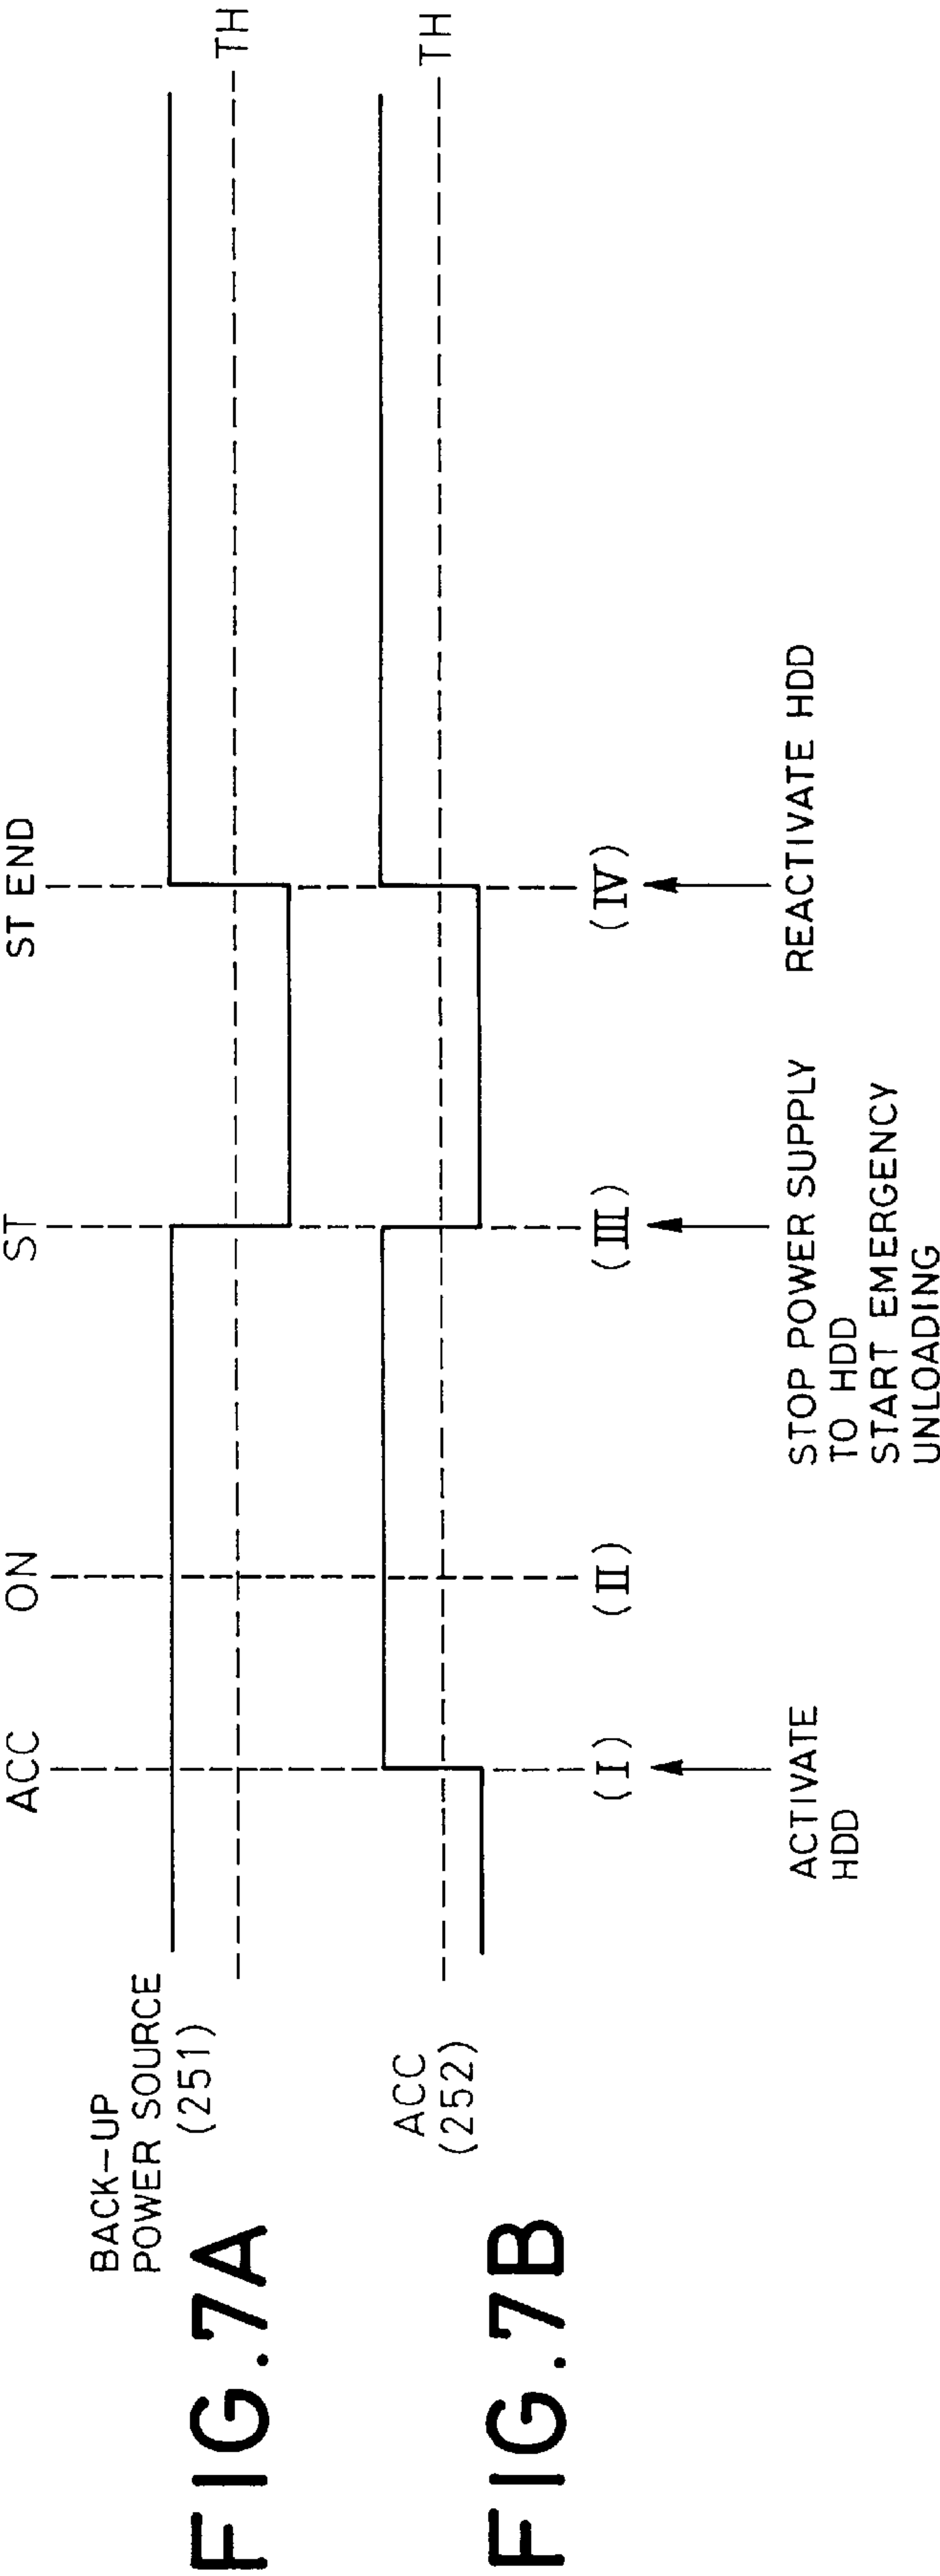 ACC
ON
ST
ST END
BACK-UP
POWER SOURCE
(251)
TH
FIG.7A
ACC
(252)
TH
FIG.7B
(I)
(II)
(III)
(IV)
ACTIVATE
HDD
STOP POWER SUPPLY
TO HDD
START EMERGENCY
UNLOADING
REACTIVATE HDD